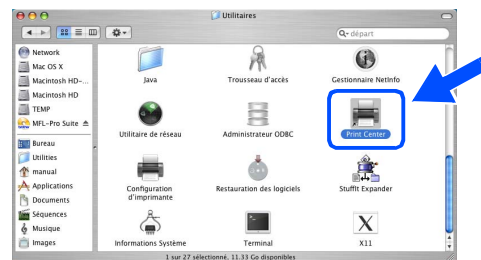 Utilitaires
départ
Network
Mac OS X
Macintosh HD-...
Macintosh HD
TEMP
MFL-Pro Suite
Bureau
Utilities
manual
Applications
Documents
Séquences
Musique
Images
Java
Trousseau d'accès
Gestionnaire NetInfo
Utilitaire de réseau
Administrateur ODBC
Print Center
Configuration
d'imprimante
Restauration des logiciels
StuffIt Expander
Informations Système
Terminal
X11
1 sur 27 sélectionné, 11.33 Go disponibles